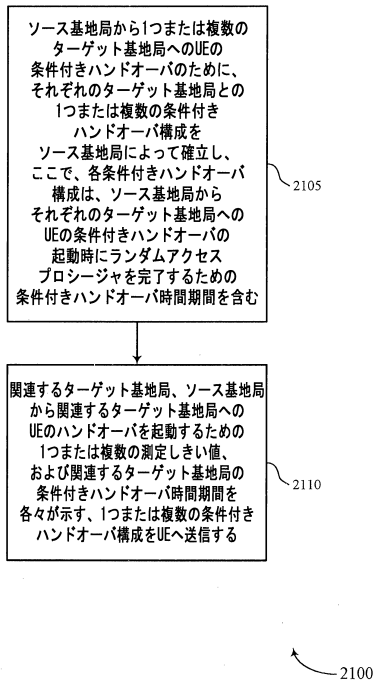 ソース基地局から1つまたは複数の
ターゲット基地局へのUEの
条件付きハンドオーバのために、
それぞれのターゲット基地局との
1つまたは複数の条件付き
ハンドオーバ構成を
ソース基地局によって確立し、
ここで、各条件付きハンドオーバ
構成は、ソース基地局から
それぞれのターゲット基地局への
UEの条件付きハンドオーバの
起動時にランダムアクセス
プロシージャを完了するための
条件付きハンドオーバ時間期間を含む
2105
関連するターゲット基地局、ソース基地局
から関連するターゲット基地局への
UEのハンドオーバを起動するための
1つまたは複数の測定しきい値、
および関連するターゲット基地局の
条件付きハンドオーバ時間期間を
各々が示す、1つまたは複数の条件付き
ハンドオーバ構成をUEへ送信する
2110
2100